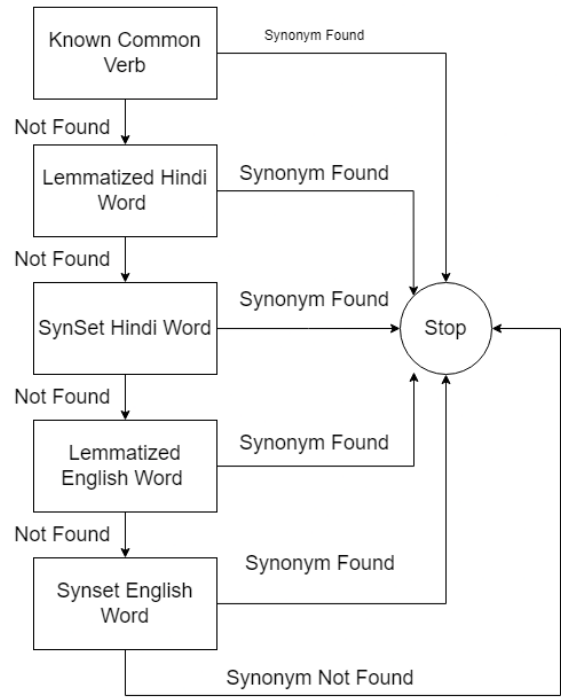 Known Common
Verb
Synonym Found
Not Found
Lemmatized Hindi
Word
Synonym Found
Not Found
SynSet Hindi Word
Synonym Found
Stop
Not Found
Lemmatized
English Word
Synonym Found
Not Found
Synset English
Word
Synonym Found
Synonym Not Found